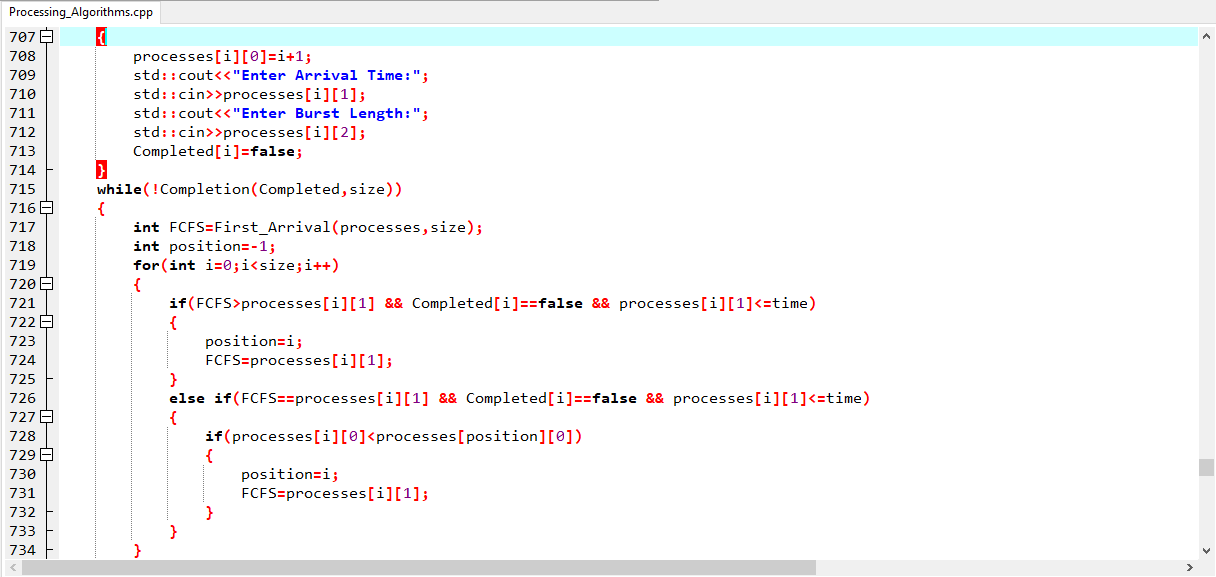 Processing_Algorithms.cpp
707 {
708 processes[i][0]=i+1;
709 std::cout<<"Enter Arrival Time:";
710 std::cin>>processes[i][1];
711 std::cout<<"Enter Burst Length:";
712 std::cin>>processes[i][2];
713 Completed[i]=false;
714 }
715 while(!Completion(Completed,size))
716 {
717 int FCFS=First_Arrival(processes,size);
718 int position=-1;
719 for(int i=0;i<size;i++)
720 {
721 if(FCFS>processes[i][1] && Completed[i]==false && processes[i][1]<=time)
722 {
723 position=i;
724 FCFS=processes[i][1];
725 }
726 else if(FCFS==processes[i][1] && Completed[i]==false && processes[i][1]<=time)
727 {
728 if(processes[i][0]<processes[position][0])
729 {
730 position=i;
731 FCFS=processes[i][1];
732 }
733 }
734 }